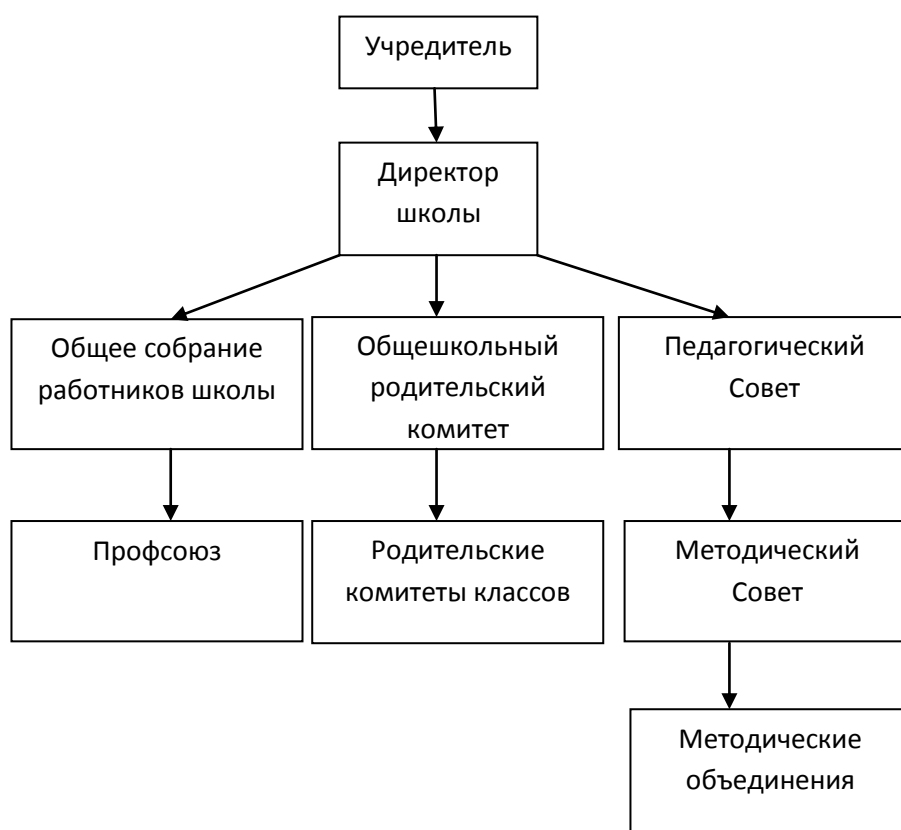 Учредитель
Директор
школы
Общее собрание
работников школы
Общешкольный
родительский
комитет
Педагогический
Совет
Профсоюз
Родительские
комитеты классов
Методический
Совет
Методические
объединения